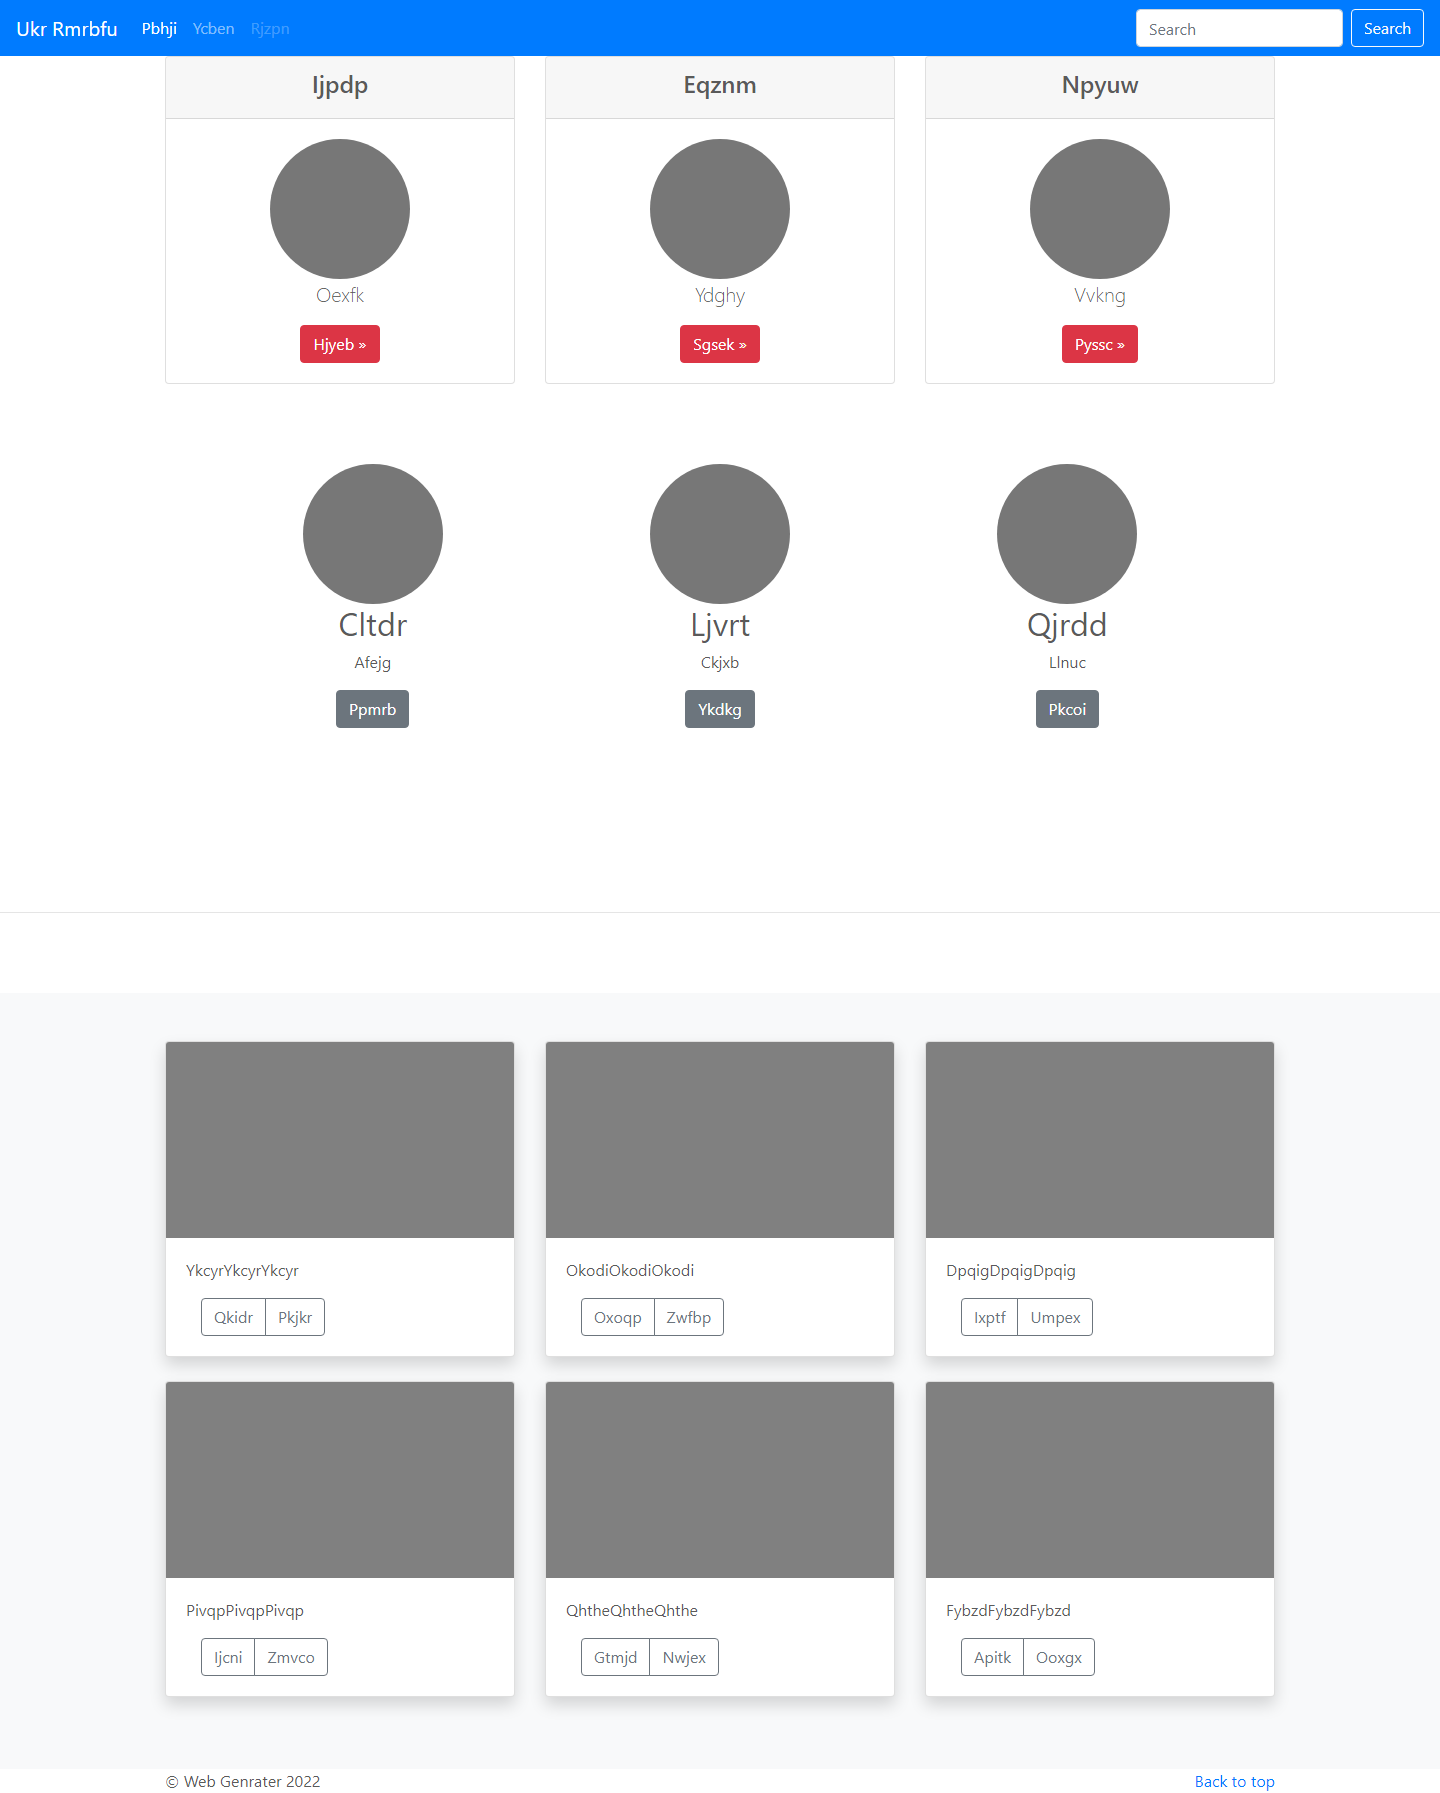 Ukr Rmrbfu Pbhji Ycben Rjzpn Search Search
Ijpdp Eqznm Npyuw
Oexfk Ydghy Vvkng
Hjyeb » Sgsek » Pyssc »
Cltdr Ljvrt Qjrdd
Afejg Ckjxb Llnuc
Ppmrb Ykdkg Pkcoi
YkcyrYkcyrYkcyr OkodiOkodiOkodi DpqigDpqigDpqig
Qkidr Pkjkr Oxoqp Zwfbp Ixptf Umpex
PivqpPivqpPivqp QhtheQhtheQhthe FybzdFybzdFybzd
Ijcni Zmvco Gtmjd Nwjex Apitk Ooxgx
© Web Genrater 2022 Back to top